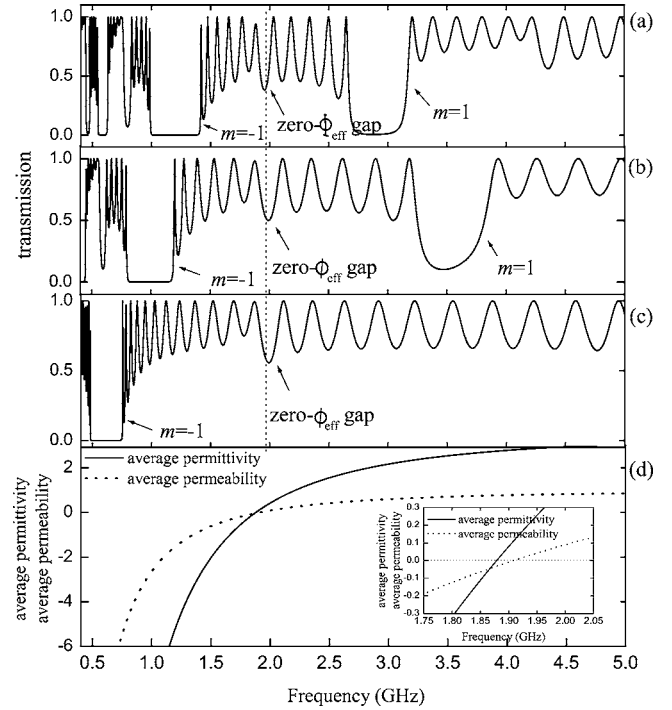 1.0
(a)
0.5
0.0
m=-1
zero-ϕeff gap
m=1
transmission
1.0
(b)
0.5
0.0
m=-1
zero-ϕeff gap
m=1
1.0
(c)
0.5
0.0
m=-1
zero-ϕeff gap
average permittivity
average permeability
2
0
-2
-4
-6
(d)
average permittivity
average permeability
0.3
0.2
0.1
0.0
-0.1
-0.2
-0.3
average permittivity
average permeability
average permittivity
average permeability
1.75 1.80 1.85 1.90 1.95 2.00 2.05
Frequency (GHz)
0.5 1.0 1.5 2.0 2.5 3.0 3.5 4.0 4.5 5.0
Frequency (GHz)